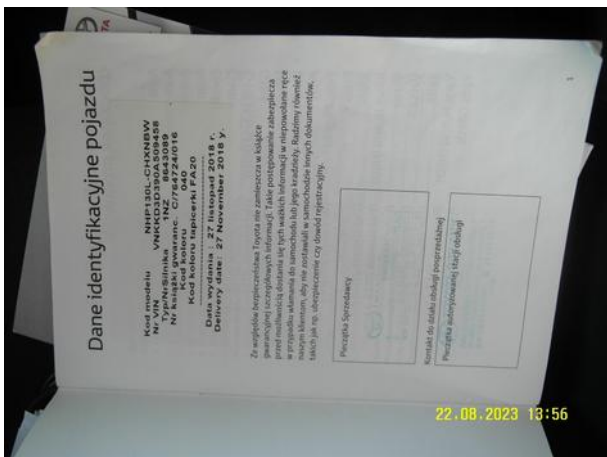 Dane identyfikacyjne pojazdu
Kod modelu NHP130L-CHXNBW
Nr VIN VNKKD3D390A509458
Typ/NrSilnika 1NZ 8643089
Nr książki gwaranc. C/764724/016
Kod koloru 040
Kod koloru tapicerki FA20
Data wydania : 27 listopad 2018 r.
Delivery date: 27 November 2018 y.
Ze względów bezpieczeństwa Toyota nie zamieszcza w książce
gwarancyjnej szczegółowych informacji. Takie postępowanie zabezpiecza
przed możliwością dostania się tych ważkich informacji w niepowołane ręce
w przypadku włamania do samochodu lub jego kradzieży. Radzimy również
naszym klientom, aby nie zostawiali w samochodzie innych dokumentów,
takich jak np. ubezpieczenie czy dowód rejestracyjny.
Pieczątka Sprzedawcy
Kontakt do działu obsługi posprzedażnej
Pieczątka autoryzowanej stacji obsługi
1
22.08.2023 13:56